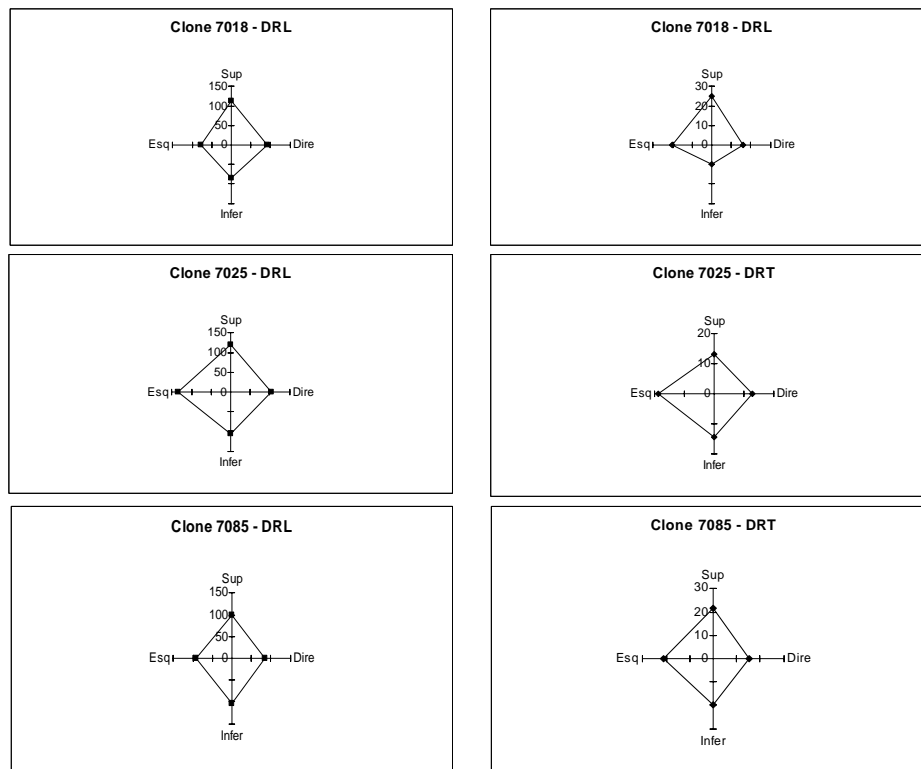 Clone 7018 - DRL
Sup
150
100
50
Esq 0 Dire
Infer
Clone 7018 - DRL
Sup
30
20
10
Esq 0 Dire
Infer
Clone 7025 - DRL
Sup
150
100
50
Esq 0 Dire
Infer
Clone 7025 - DRT
Sup
20
10
Esq 0 Dire
Infer
Clone 7085 - DRL
Sup
150
100
50
Esq 0 Dire
Infer
Clone 7085 - DRT
Sup
30
20
10
Esq 0 Dire
Infer